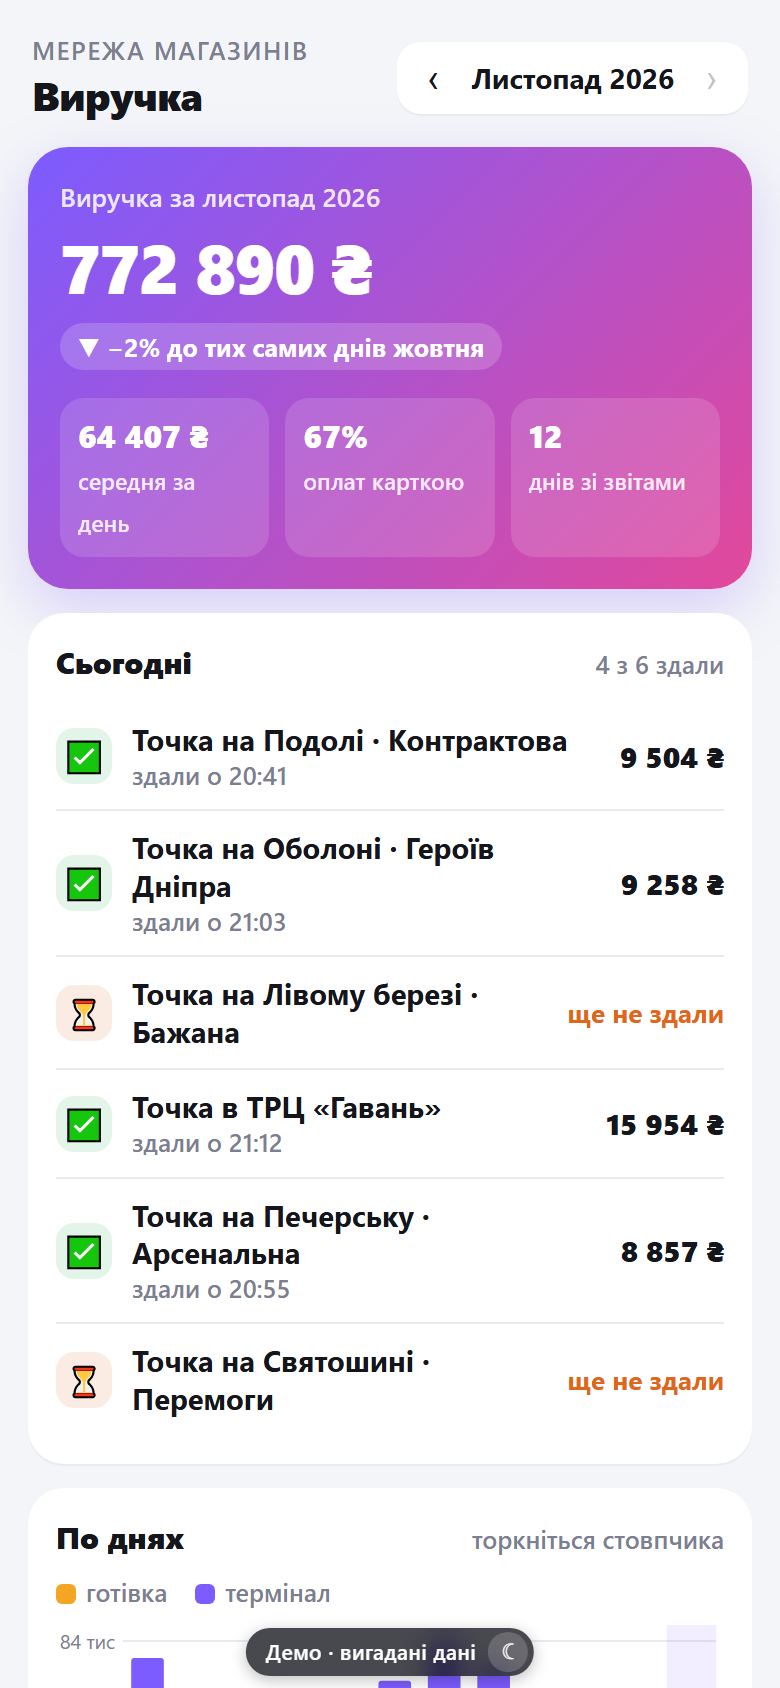 МЕРЕЖА МАГАЗИНІВ
Виручка
‹ Листопад 2026 ›
Виручка за листопад 2026
772 890 ₴
▼ −2% до тих самих днів жовтня
64 407 ₴
середня за
день
67%
оплат карткою
12
днів зі звітами
Сьогодні
4 з 6 здали
Точка на Подолі · Контрактова
здали о 20:41
9 504 ₴
Точка на Оболоні · Героїв
Дніпра
здали о 21:03
9 258 ₴
Точка на Лівому березі ·
Бажана
ще не здали
Точка в ТРЦ «Гавань»
здали о 21:12
15 954 ₴
Точка на Печерську ·
Арсенальна
здали о 20:55
8 857 ₴
Точка на Святошині ·
Перемоги
ще не здали
По днях
торкніться стовпчика
готівка
термінал
84 тис
Демо · вигадані дані